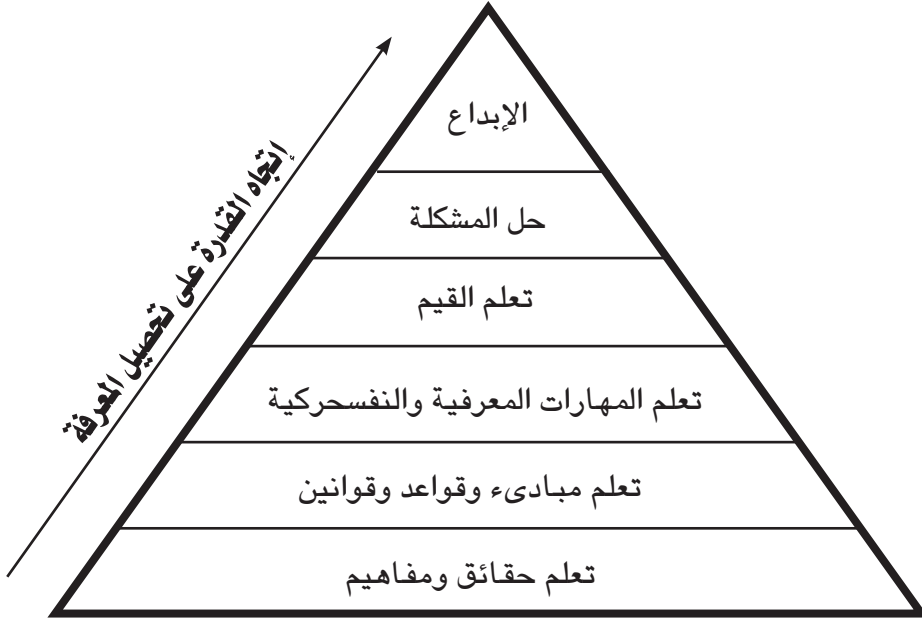 الإبداع
حل المشكلة
تعلم القيم
تعلم المهارات المعرفية والنفسحركية
تعلم مبادىء وقواعد وقوانين
تعلم حقائق ومفاهيم
إتجاه القدرة على تحصيل المعرفة